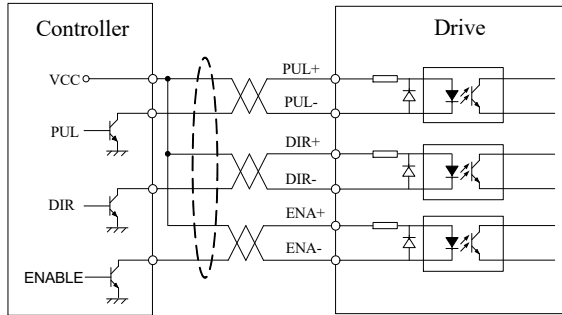 Controller
Drive
VCC
PUL+
PUL-
PUL
DIR+
DIR-
DIR
ENA+
ENA-
ENABLE